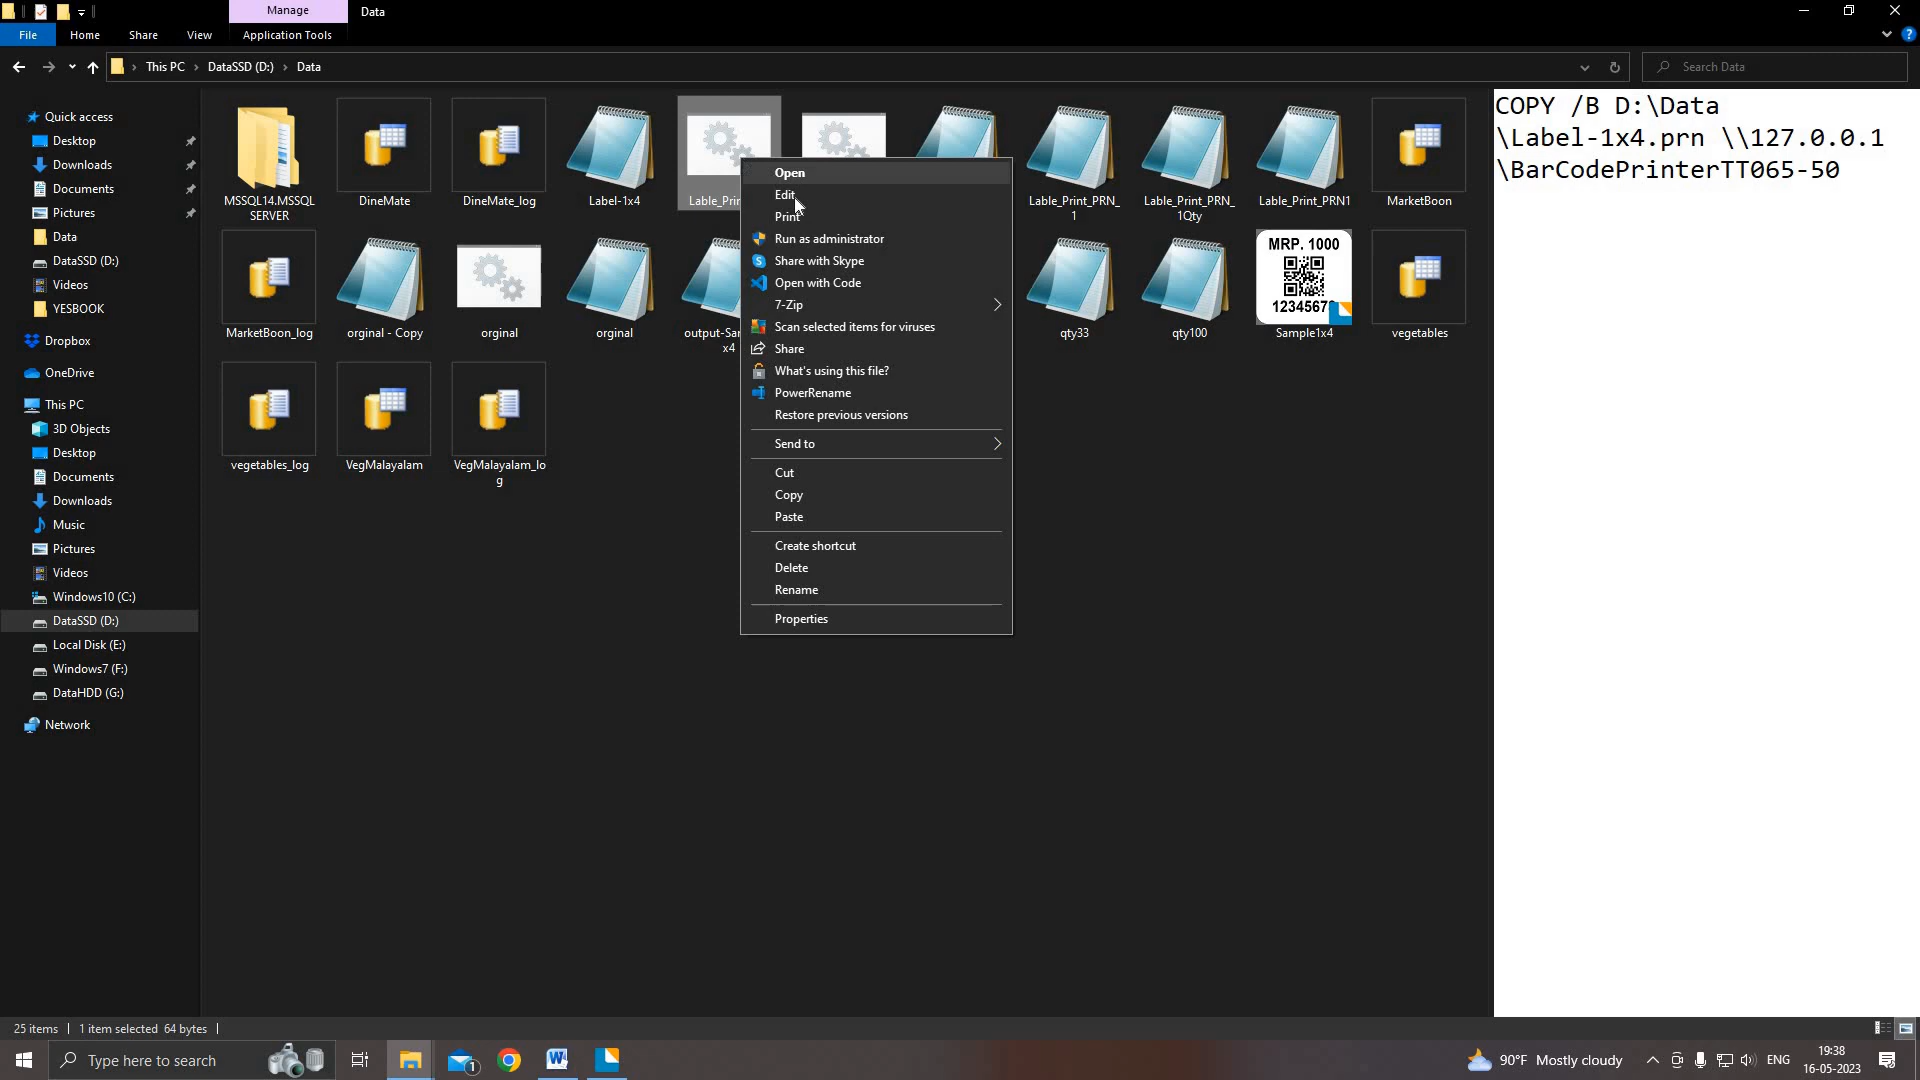 Manage
Data
File
Home
Share
View
Application Tools
This PC
DataSSD (D:)
Data
Search Data
Quick access
Desktop
Downloads
Documents
Pictures
Data
DataSSD (D:)
Videos
YESBOOK
Dropbox
OneDrive
This PC
3D Objects
Desktop
Documents
Downloads
Music
Pictures
Videos
Windows10 (C:)
DataSSD (D:)
Local Disk (E:)
Windows7 (F:)
DataHDD (G:)
Network
MSSQL14.MSSQL
SERVER
DineMate
DineMate_log
Label-1x4
Lable_Prin
Lable_Print_PRN_
1
Lable_Print_PRN_
1Qty
Lable_Print_PRN1
MarketBoon
MarketBoon_log
orginal - Copy
orginal
orginal
output-Sam
x4
qty33
qty100
MRP. 1000
1234567
Sample1x4
vegetables
vegetables_log
VegMalayalam
VegMalayalam_lo
g
Open
Edit
Print
Run as administrator
Share with Skype
Open with Code
7-Zip
Scan selected items for viruses
Share
What's using this file?
PowerRename
Restore previous versions
Send to
Cut
Copy
Paste
Create shortcut
Delete
Rename
Properties
COPY /B D:\Data
\Label-1x4.prn \\127.0.0.1
\BarCodePrinterTT065-50
25 items
1 item selected 64 bytes
Type here to search
1
90°F Mostly cloudy
ENG
19:38
16-05-2023